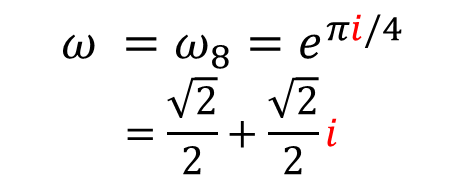 ω = ω₈ = e^{πi/4}
= √2/2 + √2/2 i